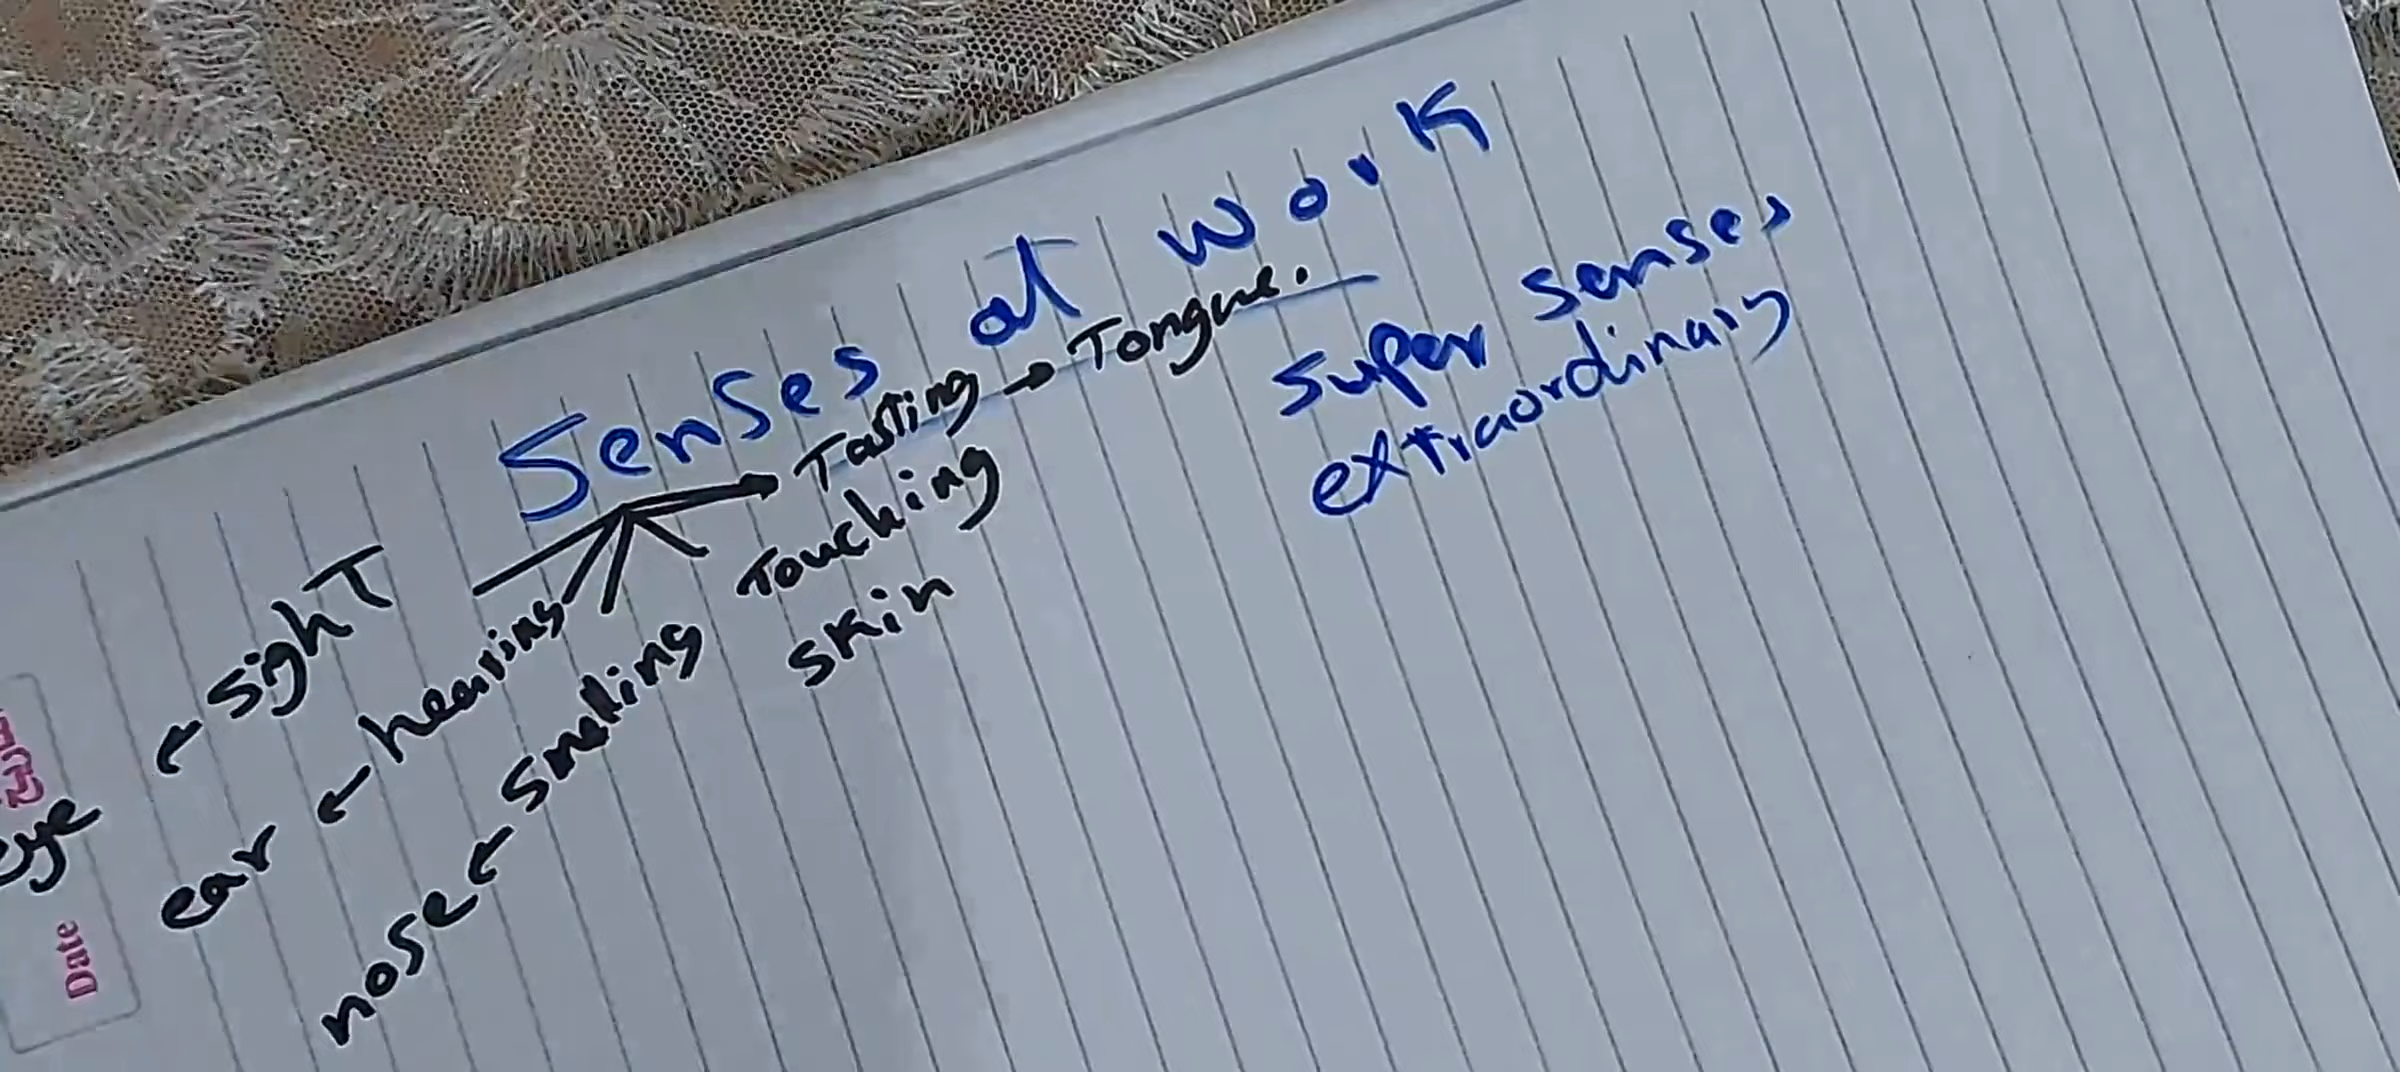 Senses at work
Tasting → Tongue.
Touching
skin
super senses
extraordinary
sight
eye
hearing
ear
smelling
nose
Date